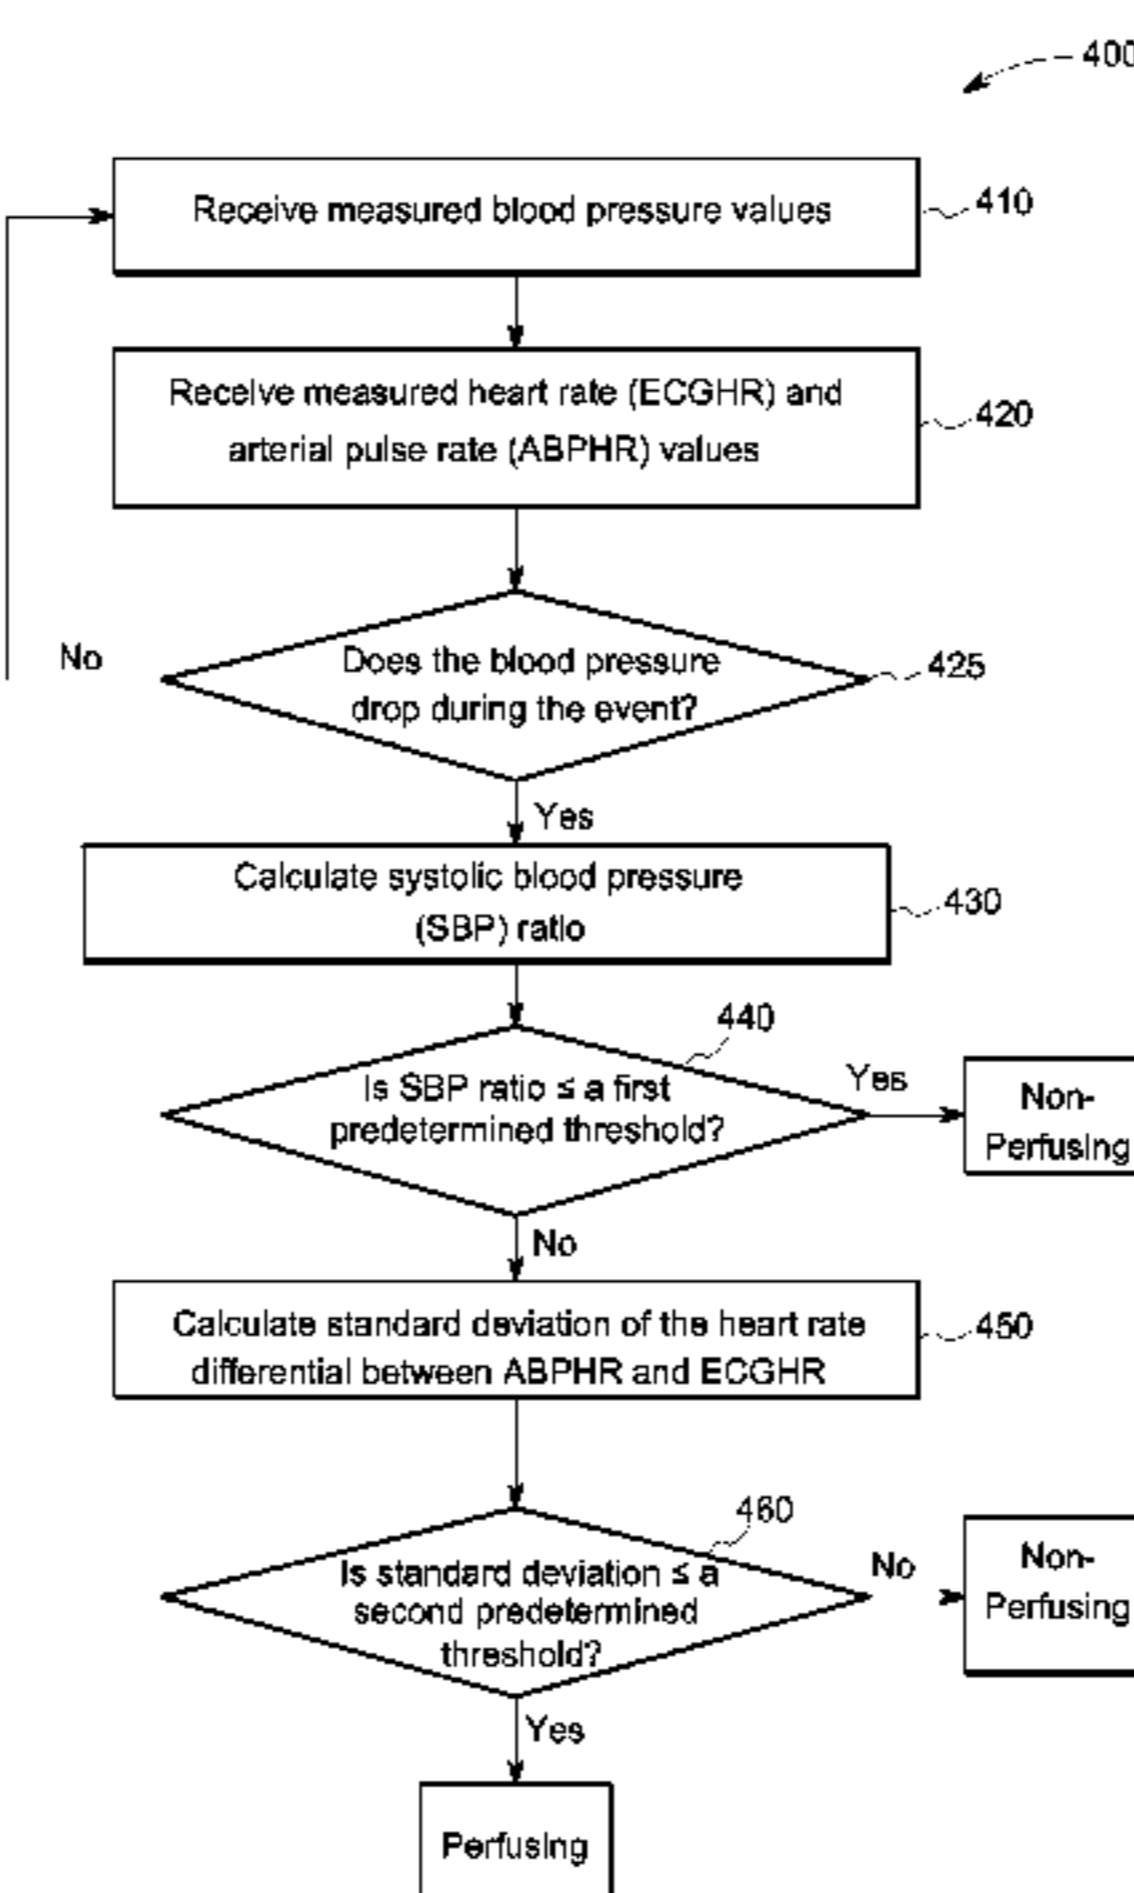 400
Receive measured blood pressure values
410
Receive measured heart rate (ECGHR) and
arterial pulse rate (ABPHR) values
420
Does the blood pressure
drop during the event?
425
No
Yes
Calculate systolic blood pressure
(SBP) ratio
430
440
Is SBP ratio ≤ a first
predetermined threshold?
Yes
Non-
Perfusing
No
Calculate standard deviation of the heart rate
differential between ABPHR and ECGHR
450
460
Is standard deviation ≤ a
second predetermined
threshold?
No
Non-
Perfusing
Yes
Perfusing